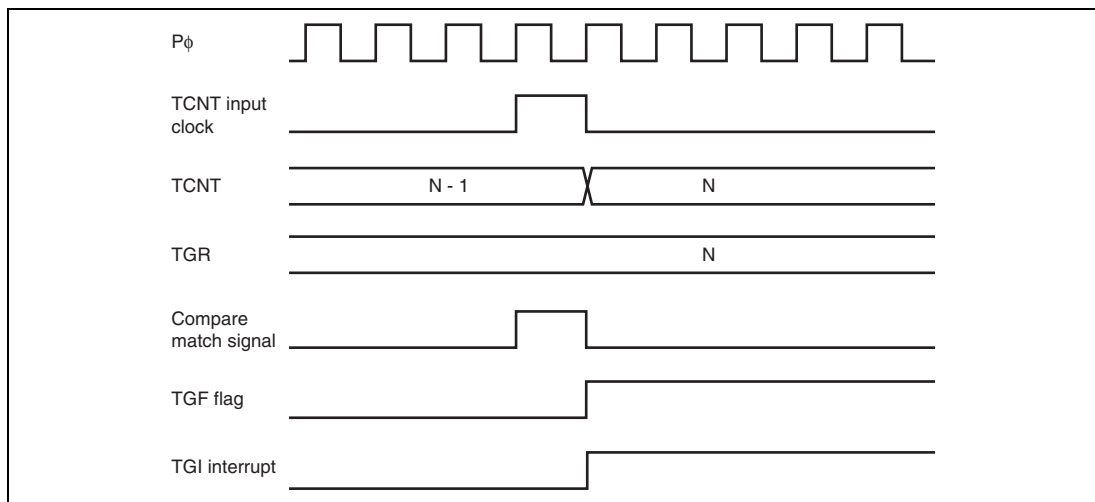 Pϕ
TCNT input
clock
TCNT
N - 1
N
TGR
N
Compare
match signal
TGF flag
TGI interrupt